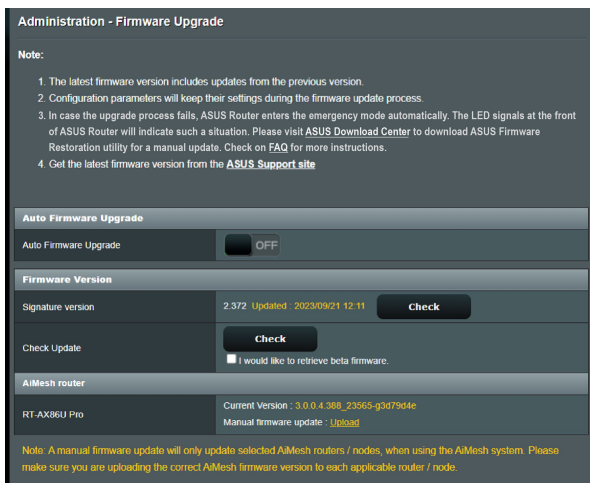 Administration - Firmware Upgrade
Note:
1. The latest firmware version includes updates from the previous version.
2. Configuration parameters will keep their settings during the firmware update process.
3. In case the upgrade process fails, ASUS Router enters the emergency mode automatically. The LED signals at the front
of ASUS Router will indicate such a situation. Please visit ASUS Download Center to download ASUS Firmware
Restoration utility for a manual update. Check on FAQ for more instructions.
4. Get the latest firmware version from the ASUS Support site
Auto Firmware Upgrade
Auto Firmware Upgrade OFF
Firmware Version
Signature version 2.372 Updated : 2023/09/21 12:11 Check
Check Update Check
I would like to retrieve beta firmware.
AiMesh router
RT-AX86U Pro
Current Version : 3.0.0.4.388_23565-g3d79d4e
Manual firmware update : Upload
Note: A manual firmware update will only update selected AiMesh routers / nodes, when using the AiMesh system. Please
make sure you are uploading the correct AiMesh firmware version to each applicable router / node.